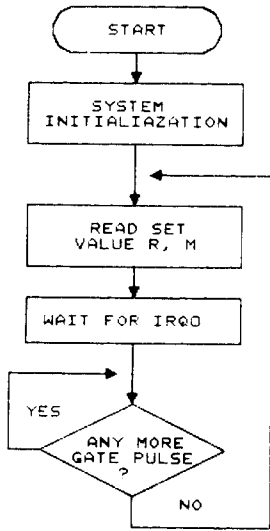 START
SYSTEM
INITIALIAZATION
READ SET
VALUE R, M
WAIT FOR IRQ0
YES
ANY MORE
GATE PULSE
?
NO